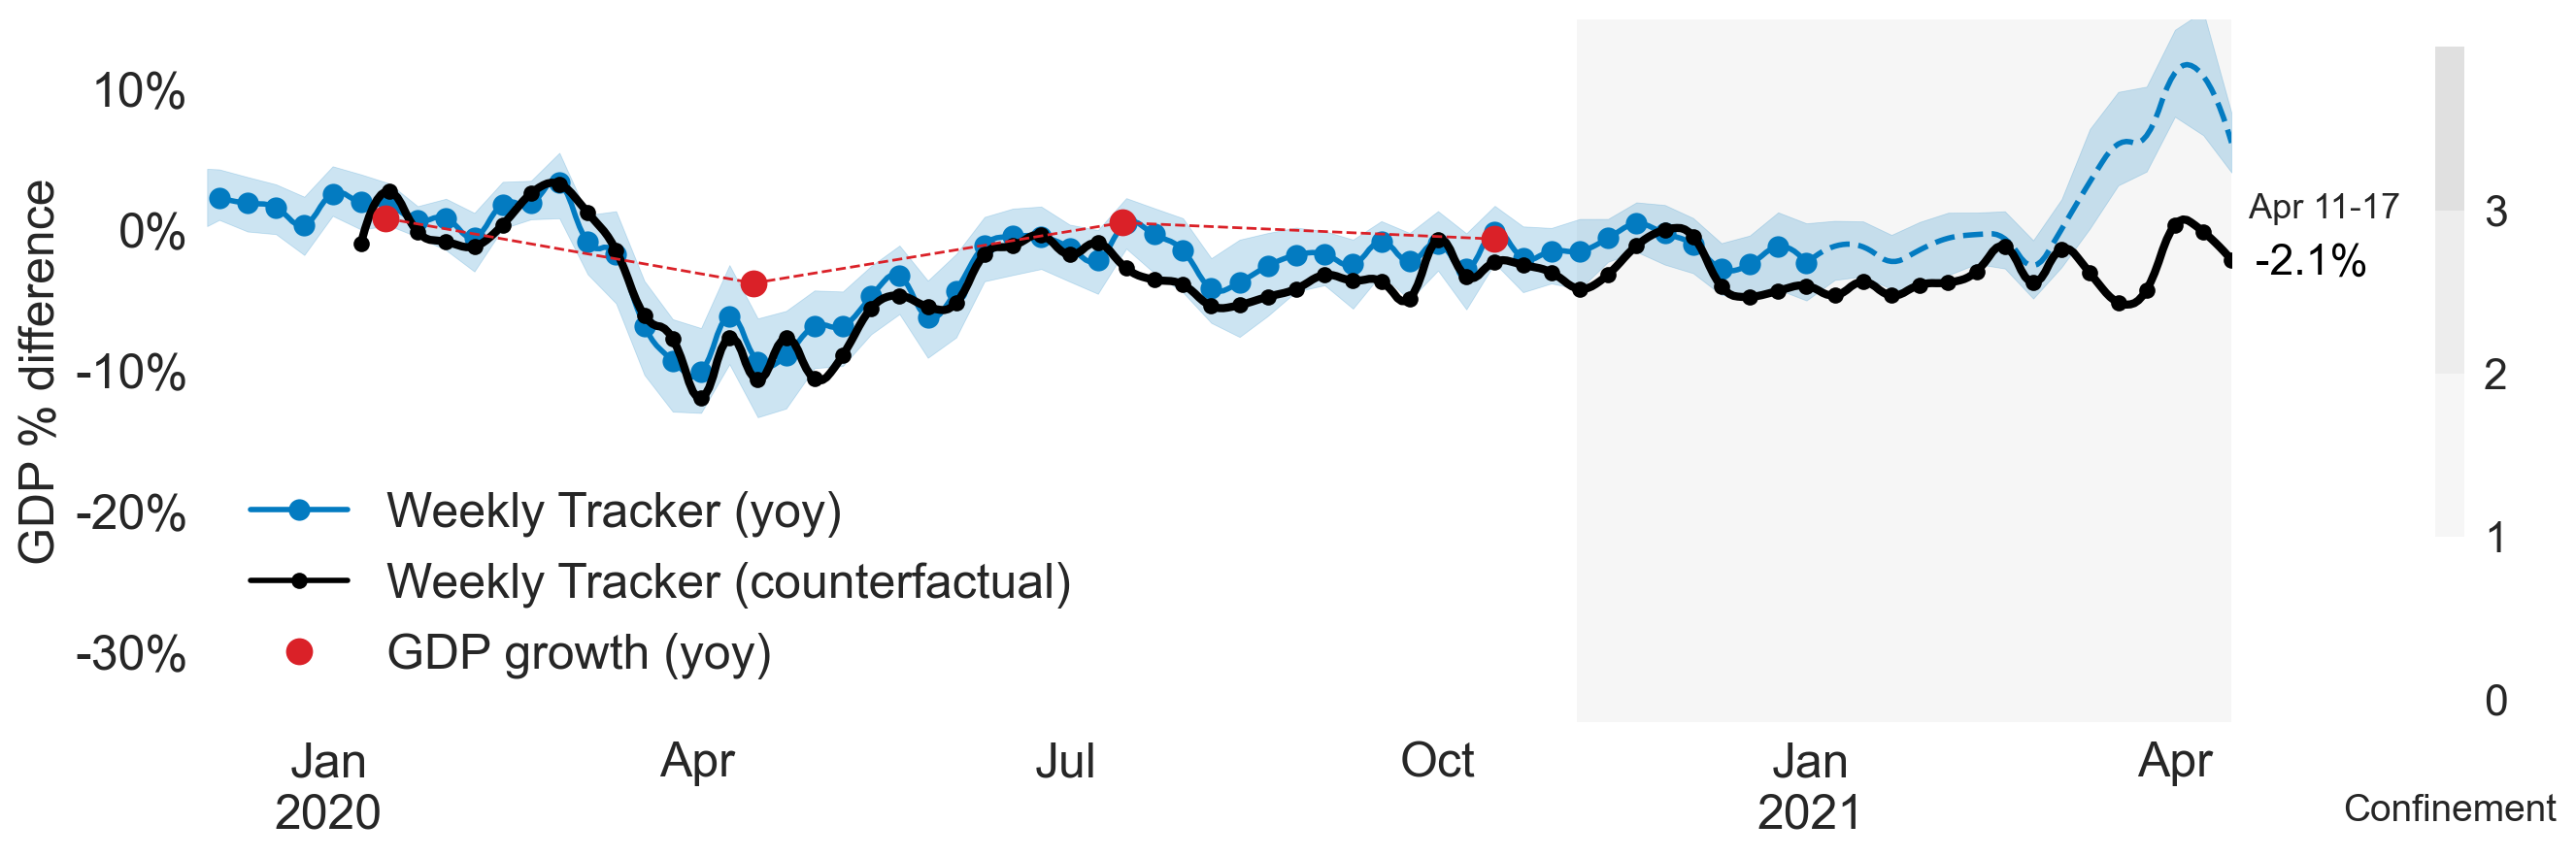 GDP % difference
10%
0%
-10%
-20%
-30%
Weekly Tracker (yoy)
Weekly Tracker (counterfactual)
GDP growth (yoy)
Jan
2020
Apr
Jul
Oct
Jan
2021
Apr
Apr 11-17
-2.1%
3
2
1
0
Confinement